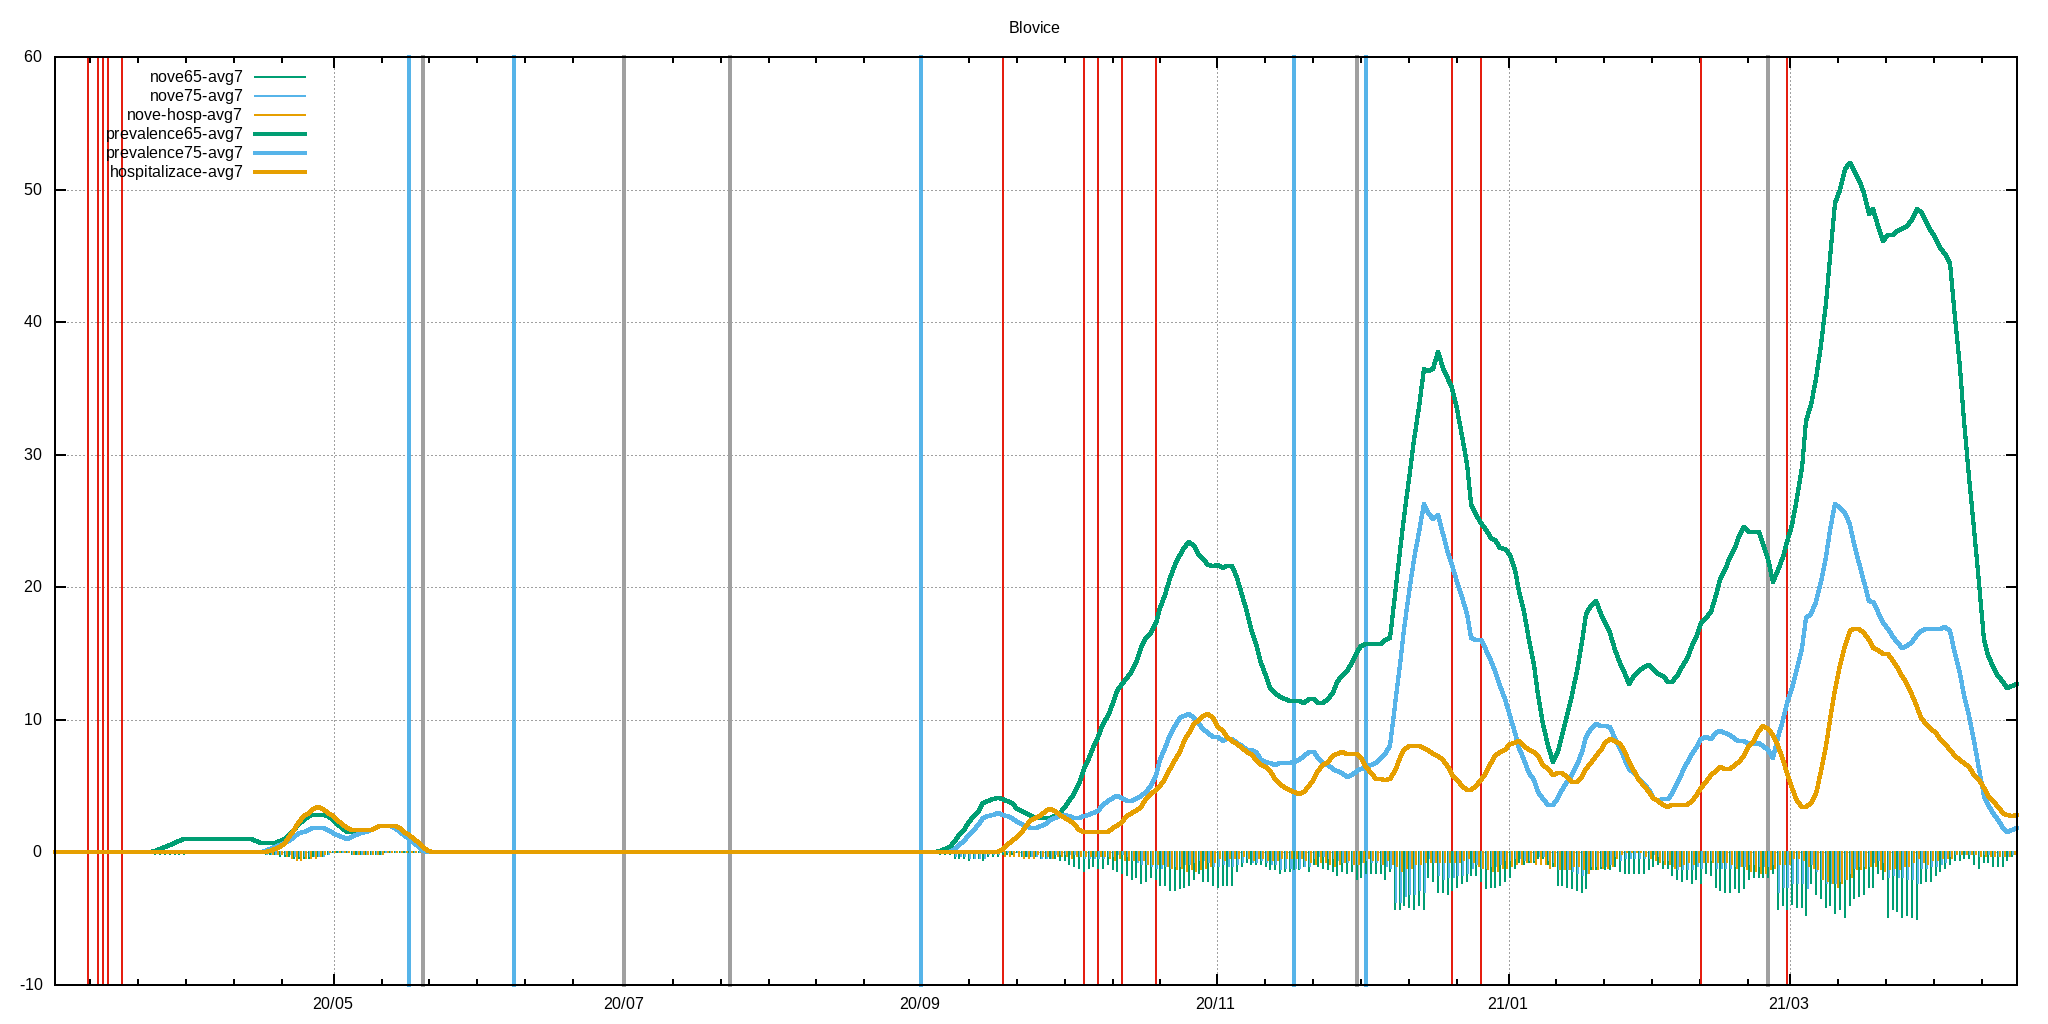 Blovice
60
50
40
30
20
10
0
-10
nove65-avg7
nove75-avg7
nove-hosp-avg7
prevalence65-avg7
prevalence75-avg7
hospitalizace-avg7
20/05
20/07
20/09
20/11
21/01
21/03